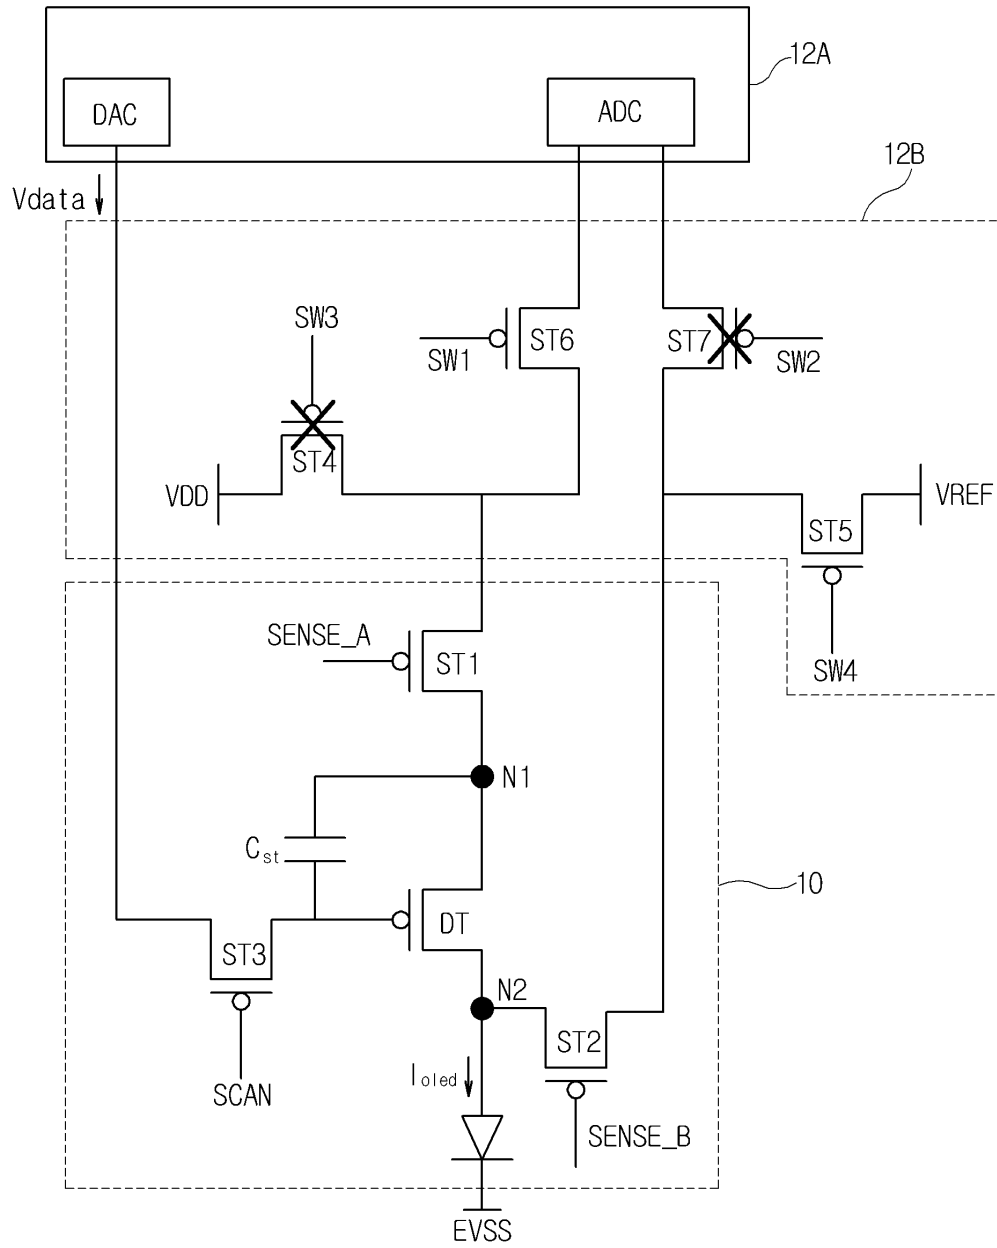 12A
DAC
ADC
12B
Vdata
SW3
ST6
ST7
SW1
SW2
ST4
VDD
VREF
ST5
SENSE_A
ST1
SW4
N1
Cst
10
DT
ST3
N2
ST2
Ioled
SCAN
SENSE_B
EVSS